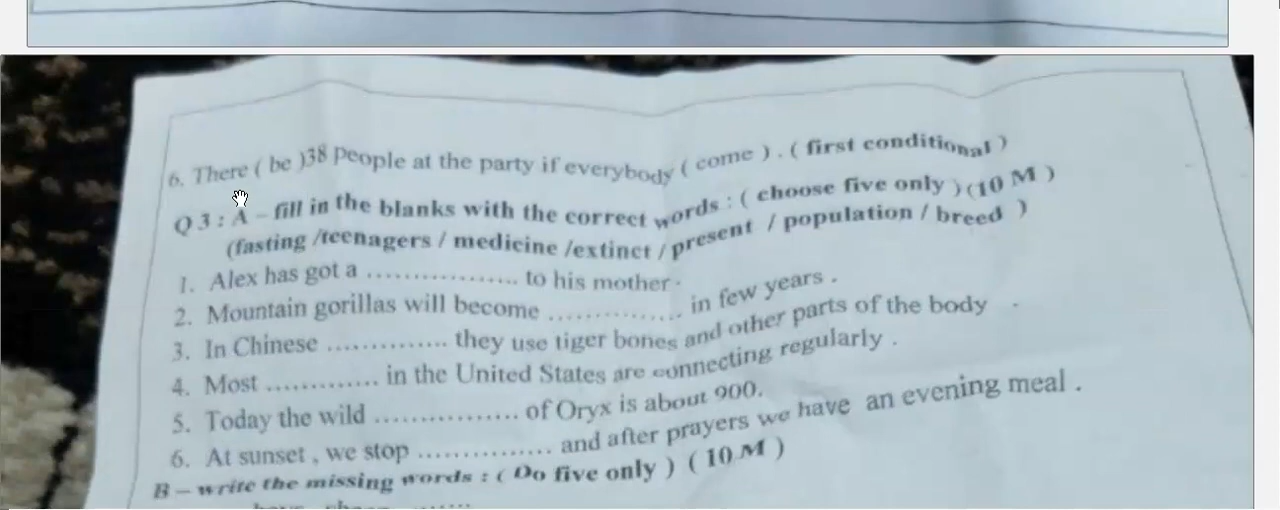 6. There ( be )38 people at the party if everybody ( come ) . ( first conditional )
Q 3 : A – fill in the blanks with the correct words : ( choose five only ) (10 M )
(fasting /teenagers / medicine /extinct / present / population / breed )
1. Alex has got a ................. to his mother .
2. Mountain gorillas will become .............. in few years .
3. In Chinese .............. they use tiger bones and other parts of the body .
4. Most ............. in the United States are connecting regularly .
5. Today the wild ................ of Oryx is about 900.
6. At sunset , we stop ............... and after prayers we have an evening meal .
B – write the missing words : ( Do five only ) ( 10 M )